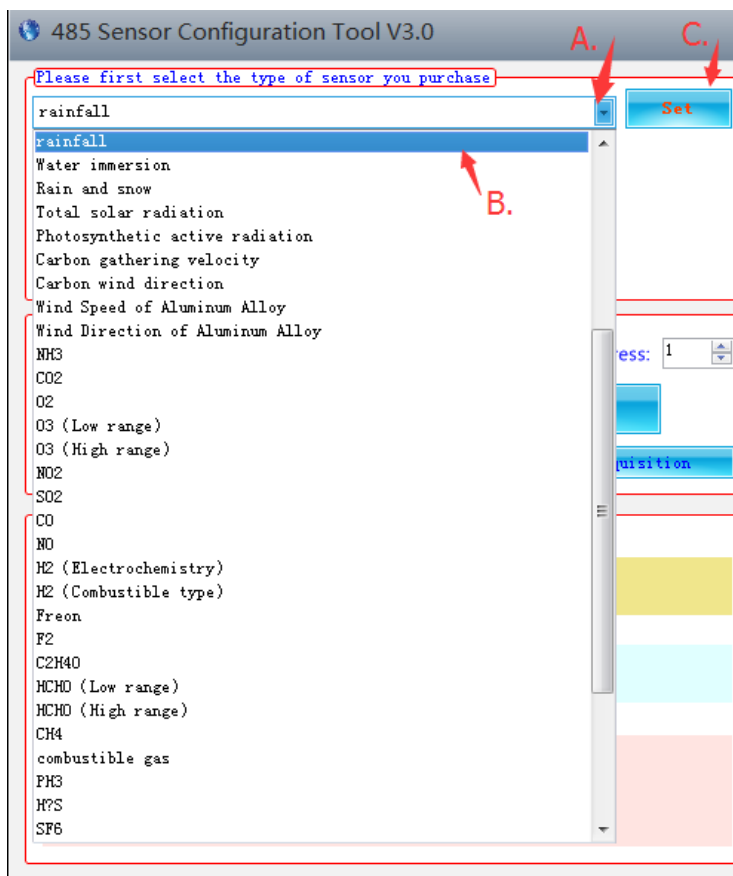 485 Sensor Configuration Tool V3.0
A.
C.
Please first select the type of sensor you purchase
rainfall
Set
rainfall
B.
Water immersion
Rain and snow
Total solar radiation
Photosynthetic active radiation
Carbon gathering velocity
Carbon wind direction
Wind Speed of Aluminum Alloy
Wind Direction of Aluminum Alloy
NH3
ress: 1
CO2
O2
O3 (Low range)
O3 (High range)
quisition
NO2
SO2
CO
NO
H2 (Electrochemistry)
H2 (Combustible type)
Freon
F2
C2H4O
HCHO (Low range)
HCHO (High range)
CH4
combustible gas
PH3
H?S
SF6